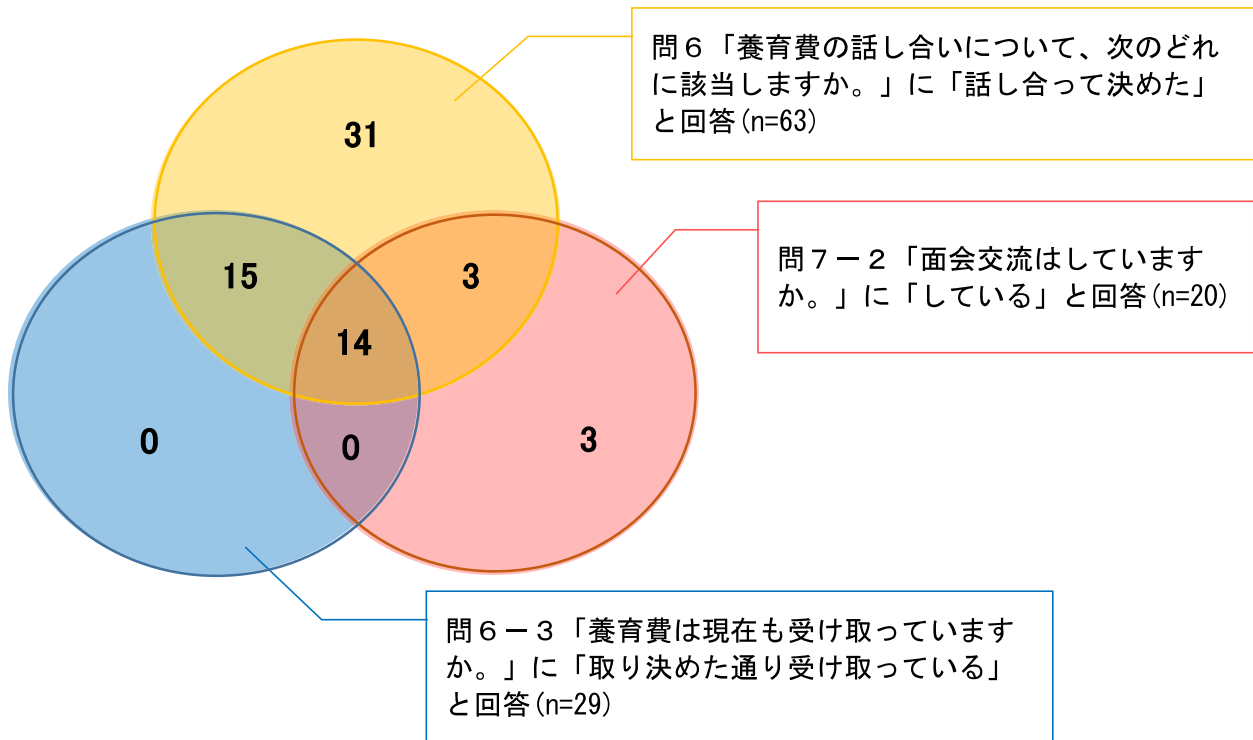 問６「養育費の話し合いについて、次のどれ
に該当しますか。」に「話し合って決めた」
と回答(n=63)
31
問７－２「面会交流はしています
か。」に「している」と回答(n=20)
15
3
14
0
0
3
問６－３「養育費は現在も受け取っています
か。」に「取り決めた通り受け取っている」
と回答(n=29)